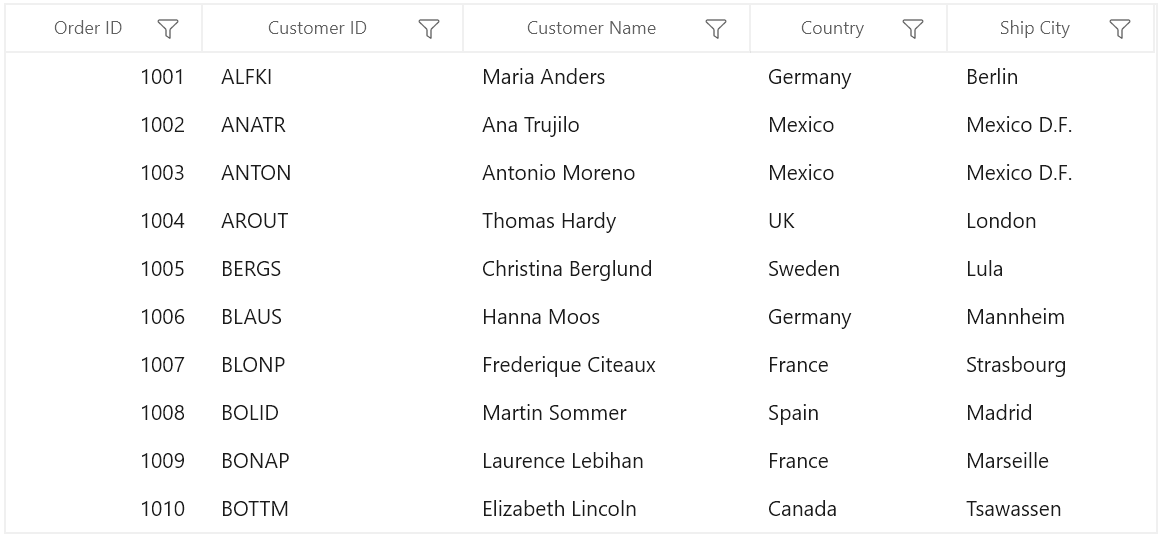 Order ID Customer ID Customer Name Country Ship City
1001 ALFKI Maria Anders Germany Berlin
1002 ANATR Ana Trujilo Mexico Mexico D.F.
1003 ANTON Antonio Moreno Mexico Mexico D.F.
1004 AROUT Thomas Hardy UK London
1005 BERGS Christina Berglund Sweden Lula
1006 BLAUS Hanna Moos Germany Mannheim
1007 BLONP Frederique Citeaux France Strasbourg
1008 BOLID Martin Sommer Spain Madrid
1009 BONAP Laurence Lebihan France Marseille
1010 BOTTM Elizabeth Lincoln Canada Tsawassen